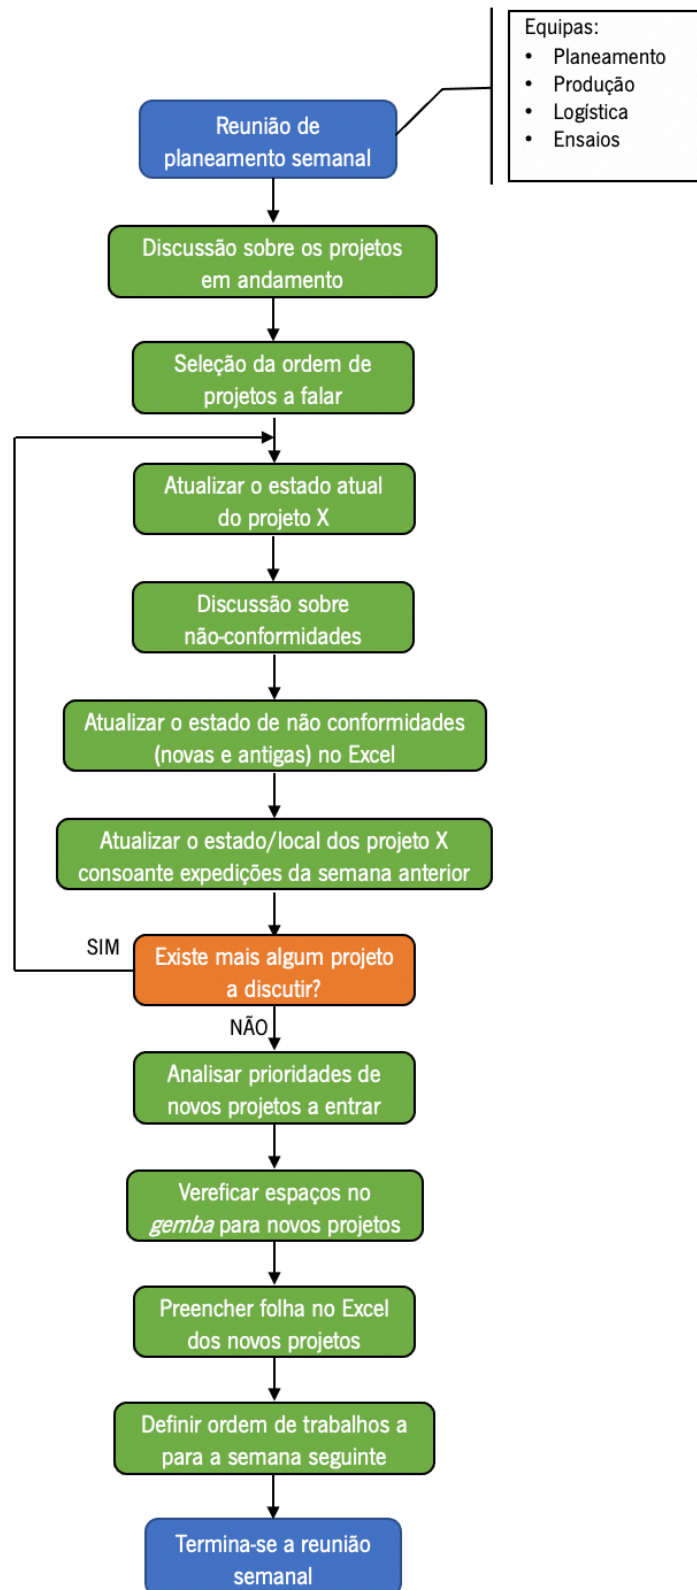 Equipas:
• Planeamento
• Produção
• Logística
• Ensaios
Reunião de
planeamento semanal
Discussão sobre os projetos
em andamento
Seleção da ordem de
projetos a falar
Atualizar o estado atual
do projeto X
Discussão sobre
não-conformidades
Atualizar o estado de não conformidades
(novas e antigas) no Excel
Atualizar o estado/local dos projeto X
consoante expedições da semana anterior
SIM
Existe mais algum projeto
a discutir?
NÃO
Analisar prioridades de
novos projetos a entrar
Vereficar espaços no
gemba para novos projetos
Preencher folha no Excel
dos novos projetos
Definir ordem de trabalhos a
para a semana seguinte
Termina-se a reunião
semanal